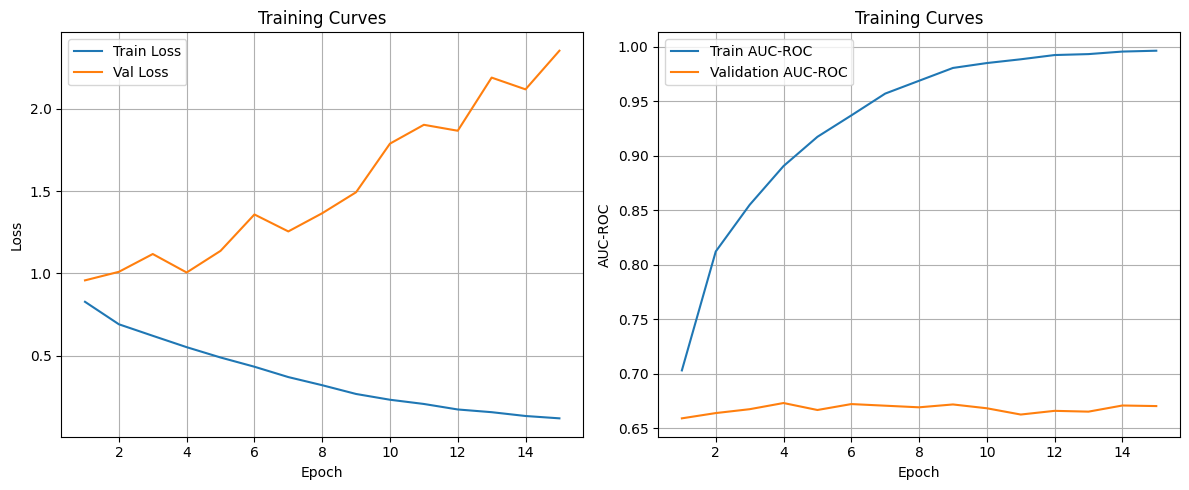 Training Curves
Train Loss
Val Loss
2.0
1.5
1.0
0.5
Loss
2 4 6 8 10 12 14
Epoch
Training Curves
Train AUC-ROC
Validation AUC-ROC
1.00
0.95
0.90
0.85
0.80
0.75
0.70
0.65
AUC-ROC
2 4 6 8 10 12 14
Epoch